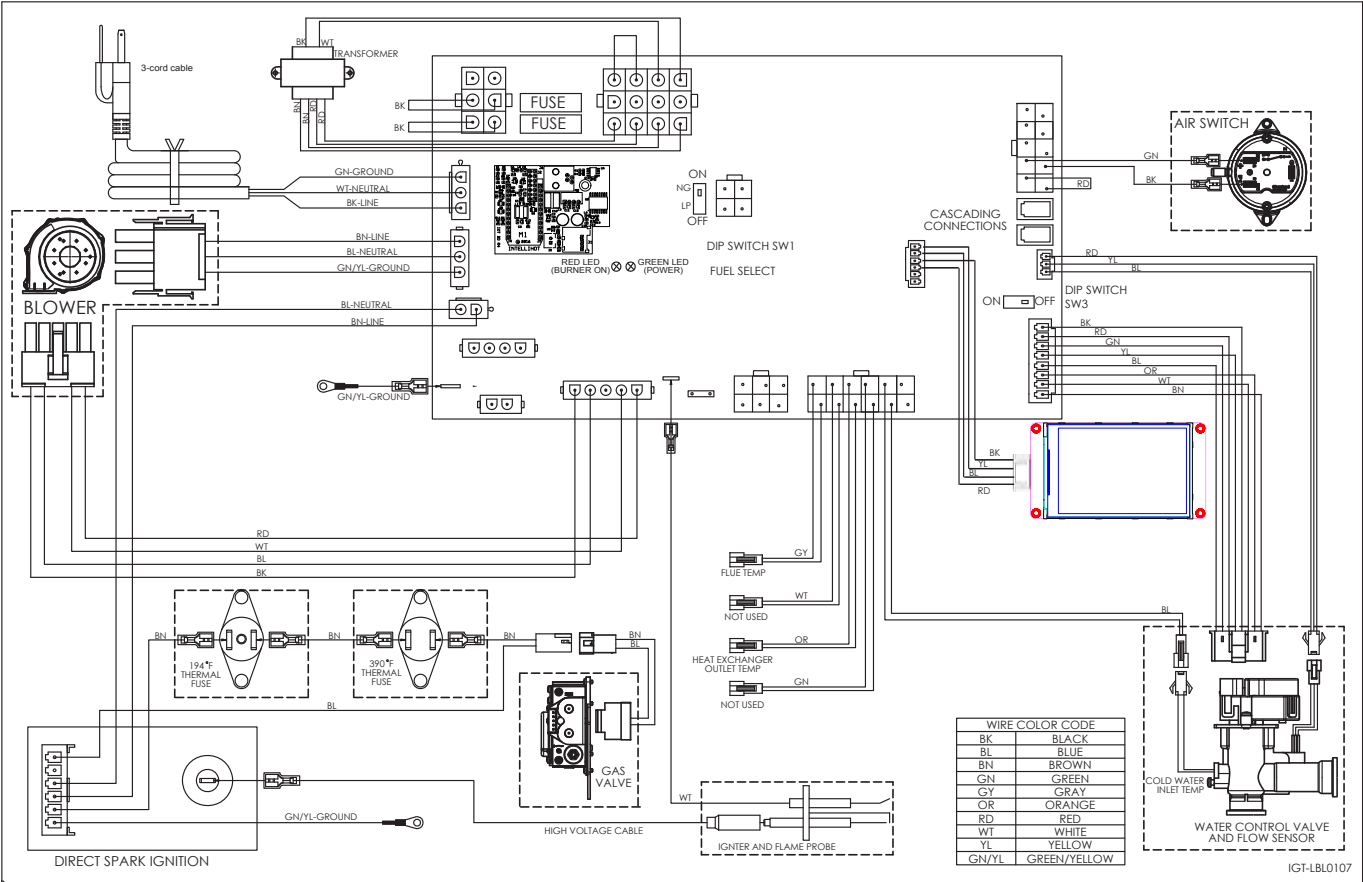 3-cord cable
BK
WT
TRANSFORMER
BN
RD
RD
BN
BK
BK
FUSE
FUSE
GN-GROUND
WT-NEUTRAL
BK-LINE
BN-LINE
BL-NEUTRAL
GN/YL-GROUND
BL-NEUTRAL
BN-LINE
BLOWER
GN/YL-GROUND
M1
INTELLIHOT
RED LED
(BURNER ON)
GREEN LED
(POWER)
ON
NG
LP
OFF
DIP SWITCH SW1
FUEL SELECT
AIR SWITCH
GN
BK
RD
CASCADING
CONNECTIONS
RD
YL
BL
ON
OFF
DIP SWITCH
SW3
BK
RD
GN
YL
BL
OR
WT
BN
BK
YL
BL
RD
RD
WT
BL
BK
GY
FLUE TEMP
WT
NOT USED
OR
HEAT EXCHANGER
OUTLET TEMP
GN
NOT USED
BL
BN
194°F
THERMAL
FUSE
BN
390°F
THERMAL
FUSE
BN
BN
BL
BL
GAS
VALVE
GN/YL-GROUND
DIRECT SPARK IGNITION
HIGH VOLTAGE CABLE
WT
IGNTER AND FLAME PROBE
WIRE COLOR CODE
BK BLACK
BL BLUE
BN BROWN
GN GREEN
GY GRAY
OR ORANGE
RD RED
WT WHITE
YL YELLOW
GN/YL GREEN/YELLOW
COLD WATER
INLET TEMP
WATER CONTROL VALVE
AND FLOW SENSOR
IGT-LBL0107